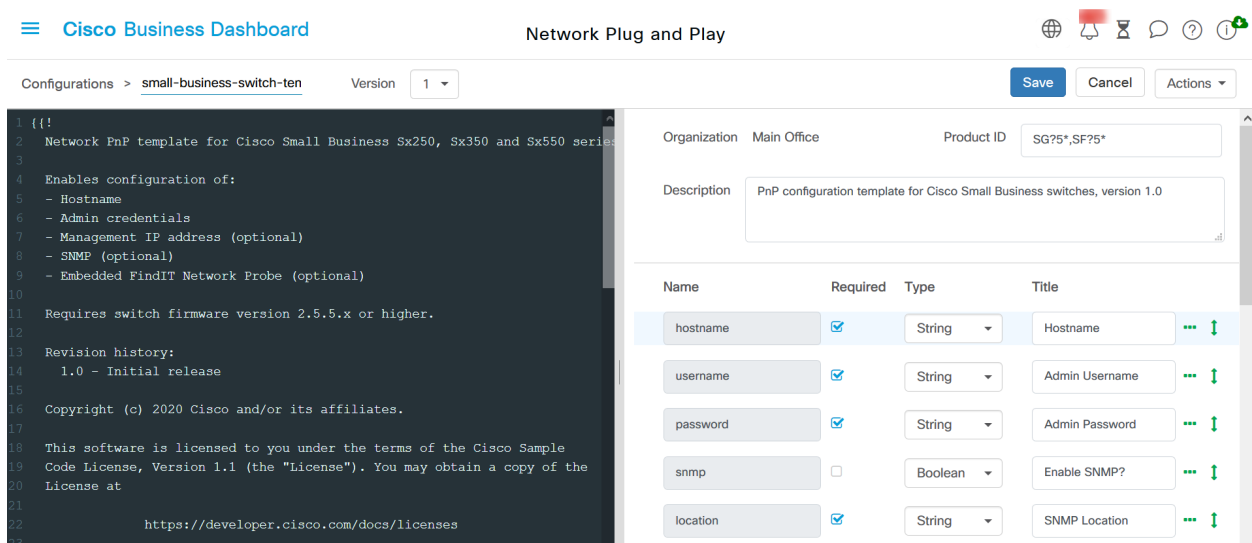 Cisco Business Dashboard
Network Plug and Play
Configurations > small-business-switch-ten
Version 1
Save
Cancel
Actions
1 {{!
2 Network PnP template for Cisco Small Business Sx250, Sx350 and Sx550 series
3
4 Enables configuration of:
5 - Hostname
6 - Admin credentials
7 - Management IP address (optional)
8 - SNMP (optional)
9 - Embedded FindIT Network Probe (optional)
10
11 Requires switch firmware version 2.5.5.x or higher.
12
13 Revision history:
14 1.0 - Initial release
15
16 Copyright (c) 2020 Cisco and/or its affiliates.
17
18 This software is licensed to you under the terms of the Cisco Sample
19 Code License, Version 1.1 (the "License"). You may obtain a copy of the
20 License at
21
22 https://developer.cisco.com/docs/licenses
23
Organization Main Office
Product ID SG?5*,SF?5*
Description PnP configuration template for Cisco Small Business switches, version 1.0
Name Required Type Title
hostname String Hostname
username String Admin Username
password String Admin Password
snmp Boolean Enable SNMP?
location String SNMP Location